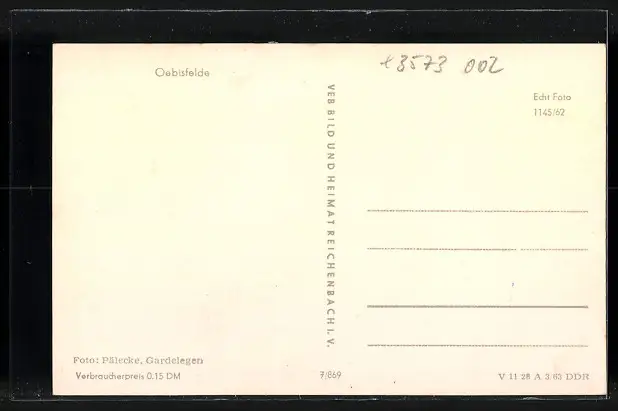 Oebisfelde
e3573 002
VEB BILD UND HEIMAT REICHENBACH I. V.
Echt Foto
1145/62
Foto: Pälecke, Gardelegen
Verbraucherpreis 0.15 DM
7/869
V 11 28 A 3/63 DDR